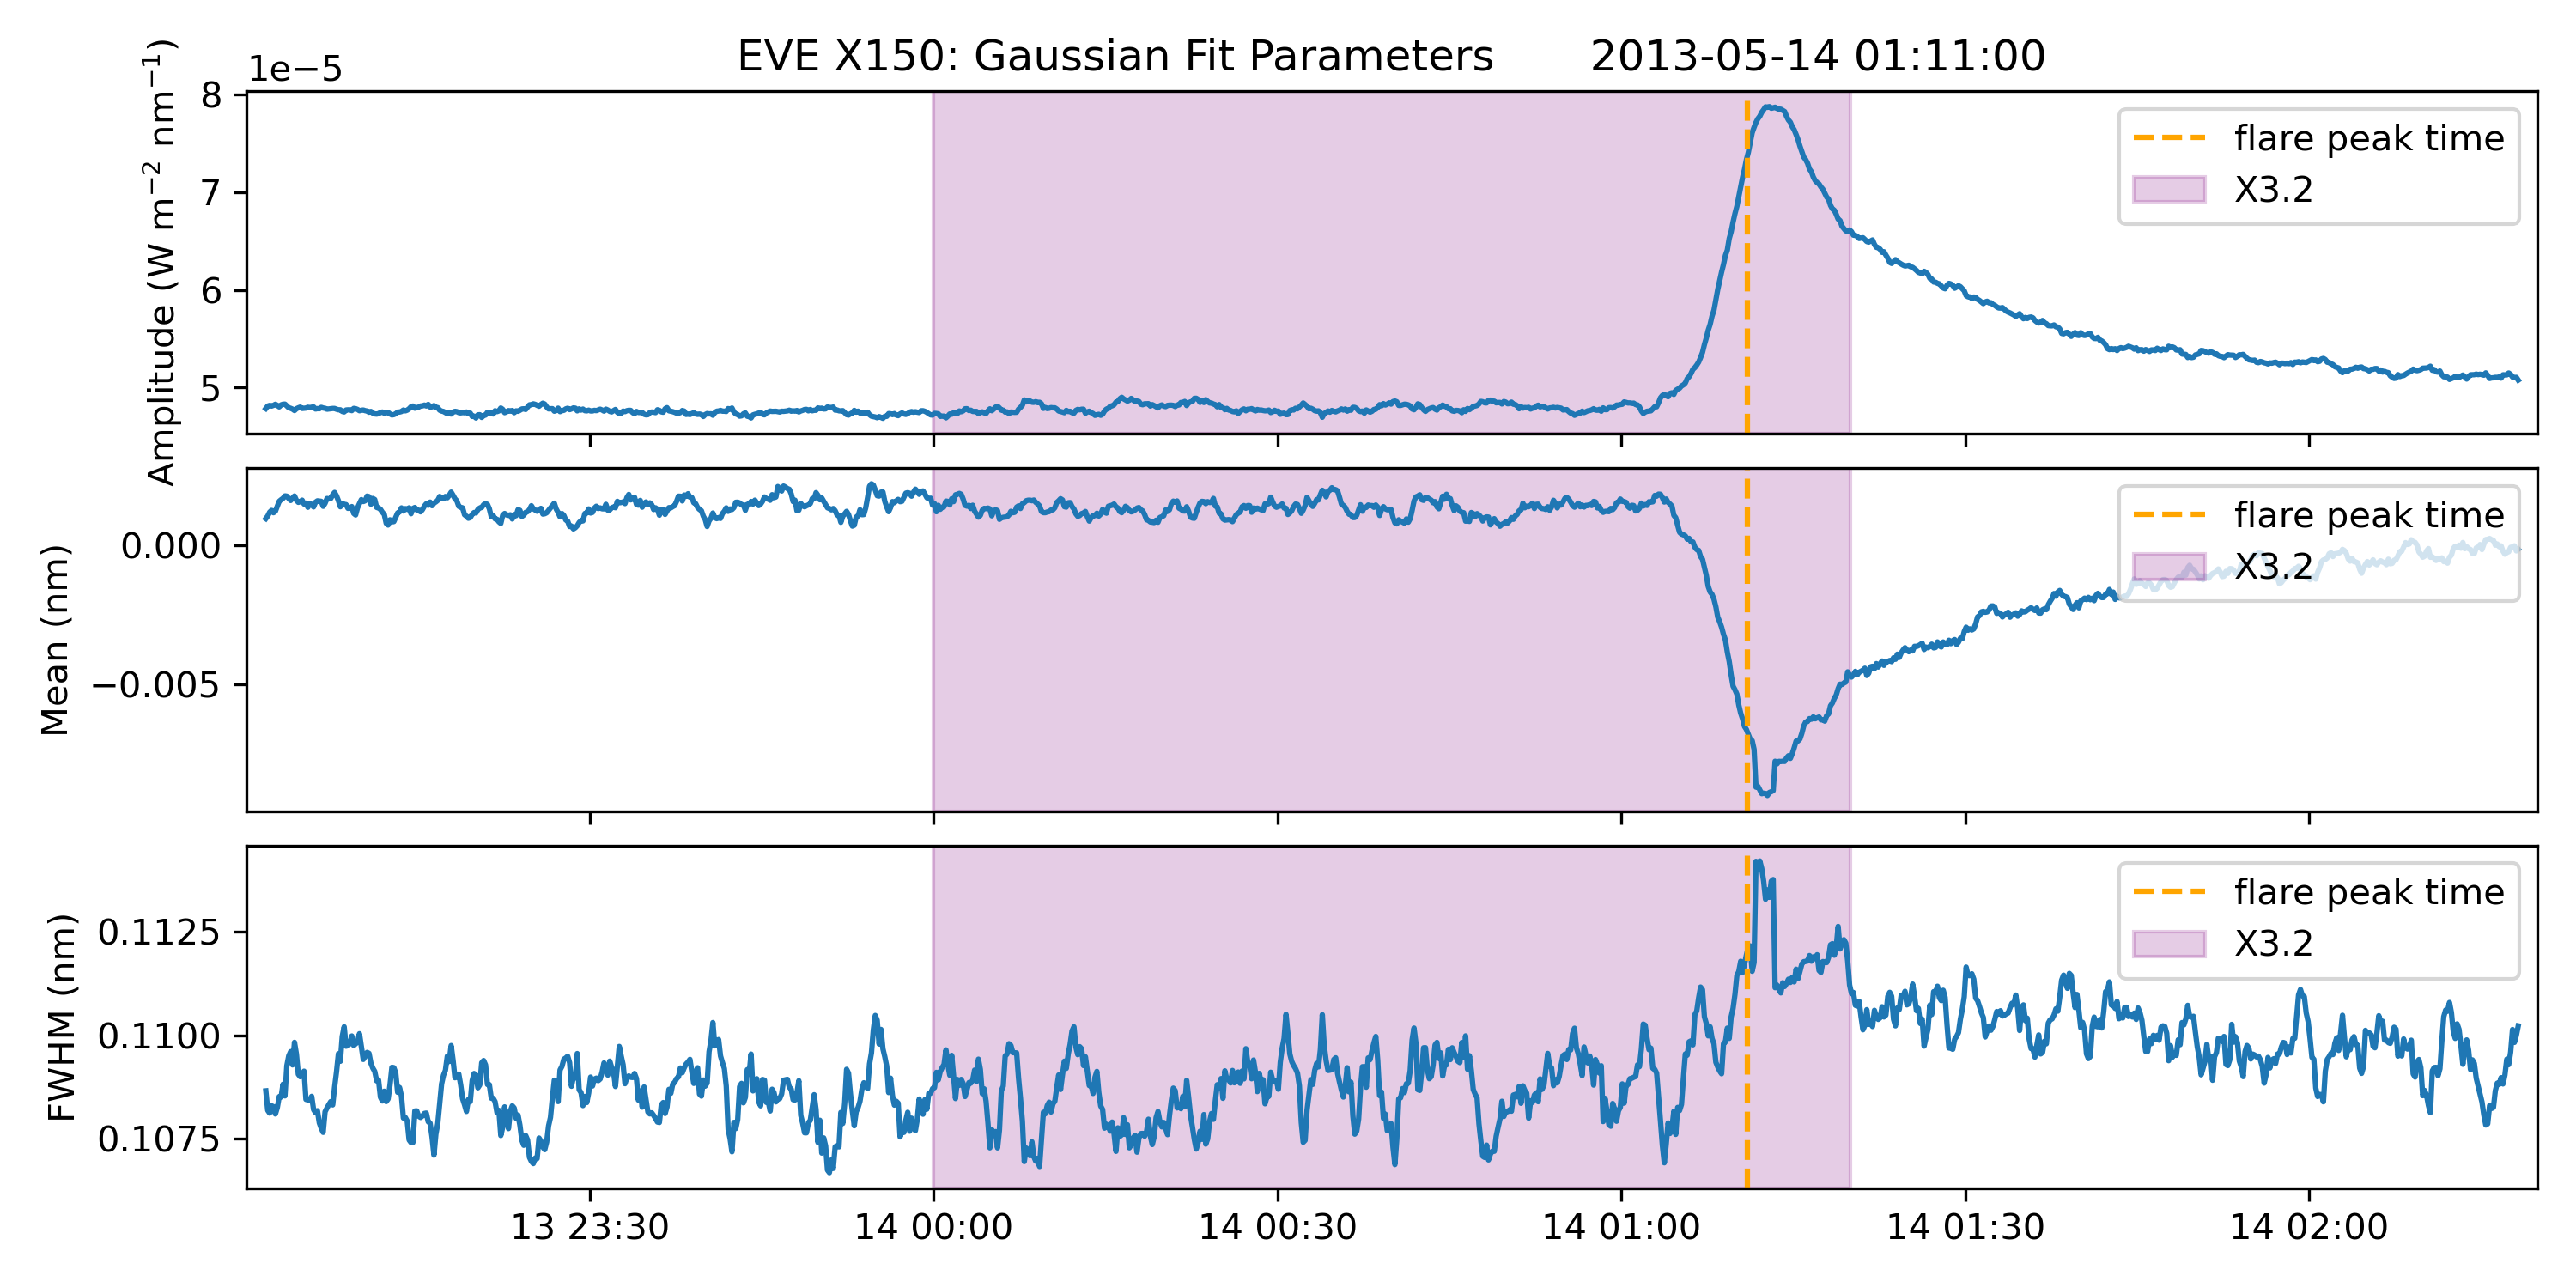 EVE X150: Gaussian Fit Parameters 2013-05-14 01:11:00
1e−5
Amplitude (W m⁻² nm⁻¹)
8
7
6
5
flare peak time
X3.2
Mean (nm)
0.000
−0.005
flare peak time
X3.2
FWHM (nm)
0.1125
0.1100
0.1075
flare peak time
X3.2
13 23:30
14 00:00
14 00:30
14 01:00
14 01:30
14 02:00